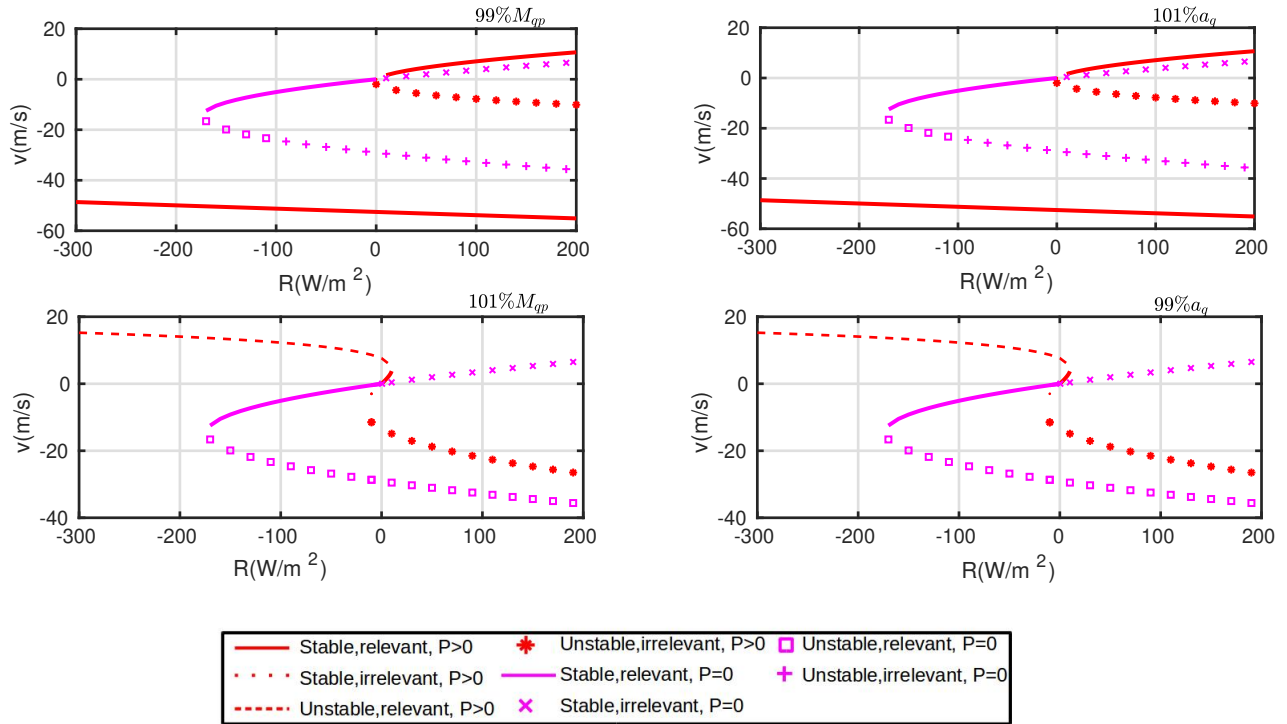 99%M_{qp}
20
0
-20
-40
-60
v(m/s)
-300 -200 -100 0 100 200
R(W/m ²)
101%a_q
20
0
-20
-40
-60
v(m/s)
-300 -200 -100 0 100 200
R(W/m ²)
101%M_{qp}
20
0
-20
-40
v(m/s)
-300 -200 -100 0 100 200
R(W/m ²)
99%a_q
20
0
-20
-40
v(m/s)
-300 -200 -100 0 100 200
R(W/m ²)
Stable,relevant, P>0 Unstable,irrelevant, P>0 Unstable,relevant, P=0
Stable,irrelevant, P>0 Stable,relevant, P=0 Unstable,irrelevant, P=0
Unstable,relevant, P>0 Stable,irrelevant, P=0